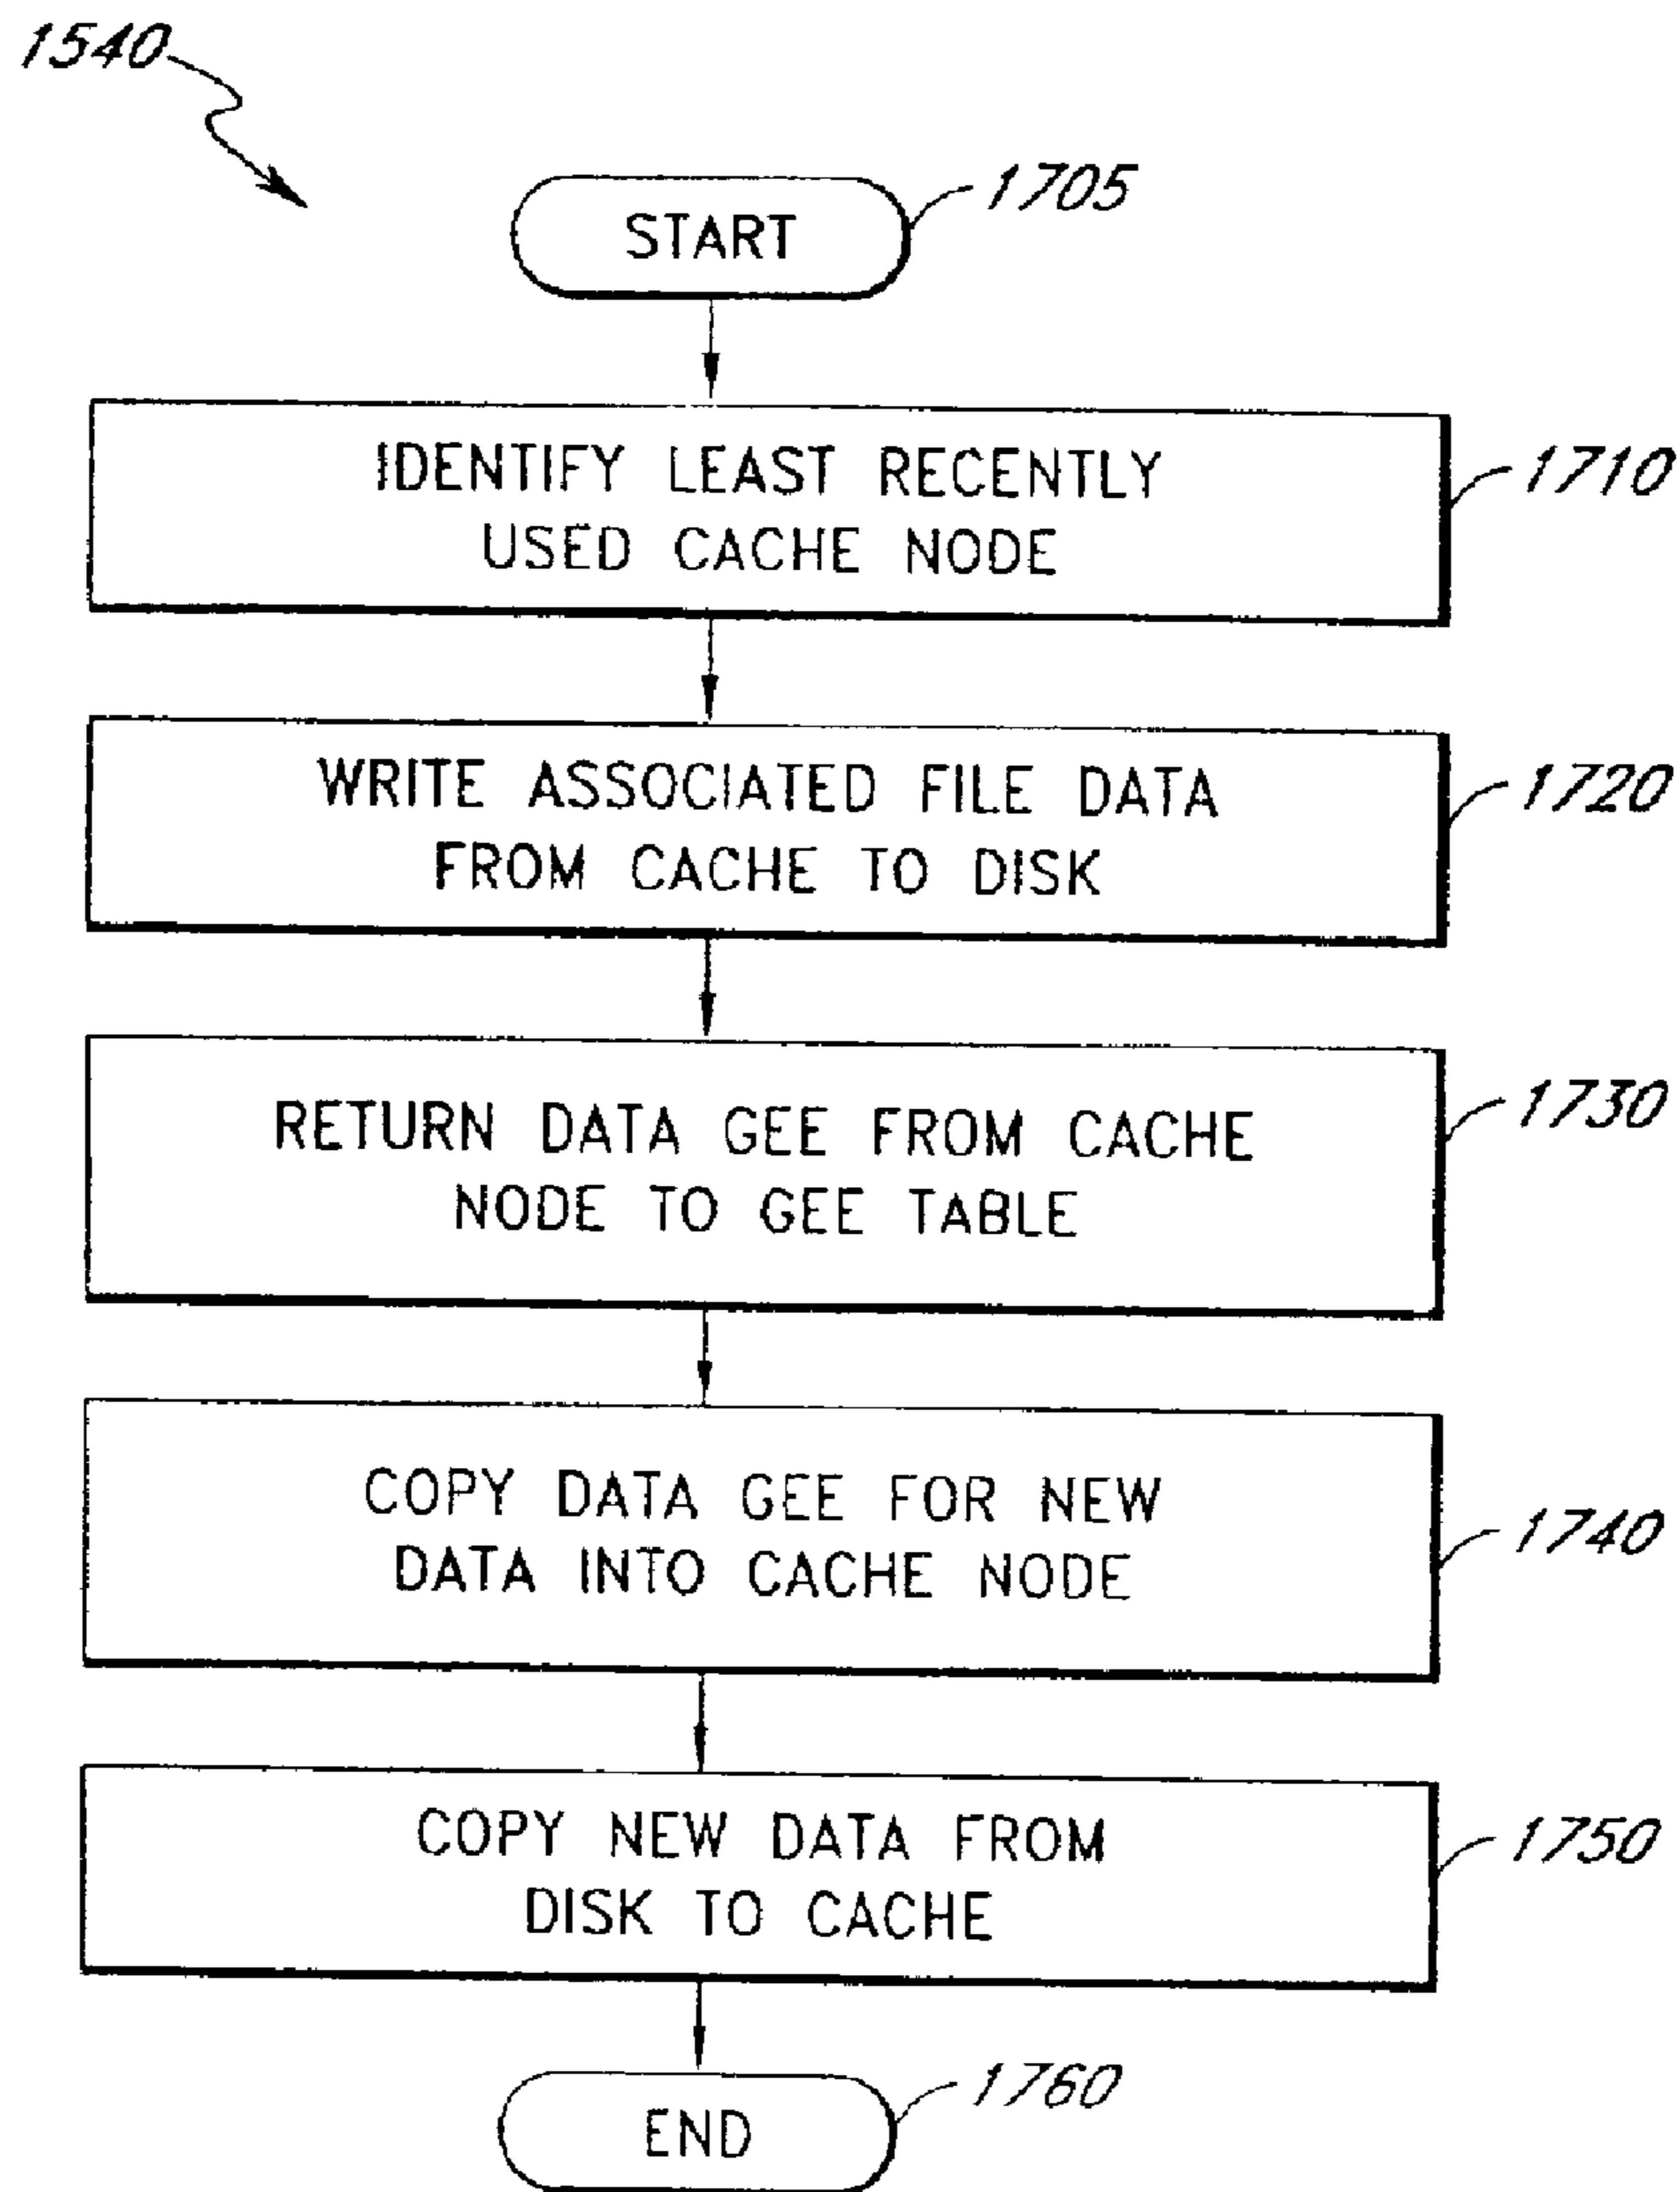 1540
START
1705
IDENTIFY LEAST RECENTLY
USED CACHE NODE
1710
WRITE ASSOCIATED FILE DATA
FROM CACHE TO DISK
1720
RETURN DATA GEE FROM CACHE
NODE TO GEE TABLE
1730
COPY DATA GEE FOR NEW
DATA INTO CACHE NODE
1740
COPY NEW DATA FROM
DISK TO CACHE
1750
END
1760